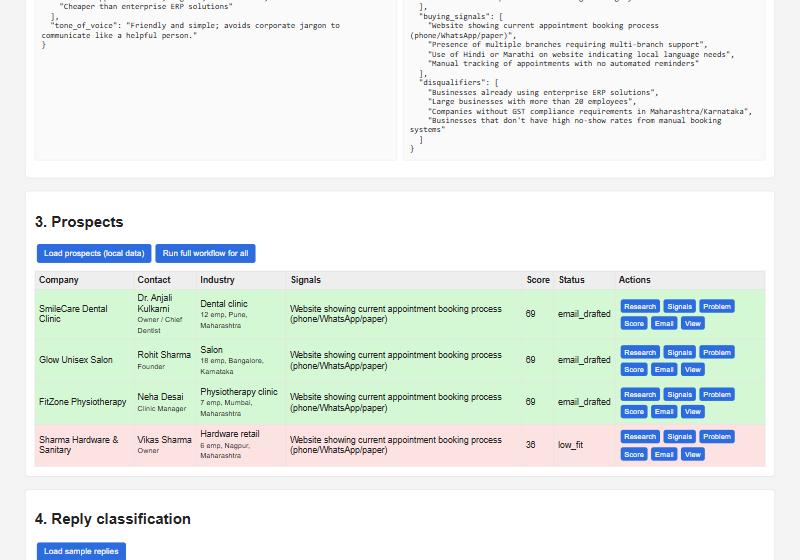 "Cheaper than enterprise ERP solutions"
],
"tone_of_voice": "Friendly and simple; avoids corporate jargon to
communicate like a helpful person."
}
],
"buying_signals": [
"Website showing current appointment booking process
(phone/WhatsApp/paper)",
"Presence of multiple branches requiring multi-branch support",
"Use of Hindi or Marathi on website indicating local language needs",
"Manual tracking of appointments with no automated reminders"
],
"disqualifiers": [
"Businesses already using enterprise ERP solutions",
"Large businesses with more than 20 employees",
"Companies without GST compliance requirements in Maharashtra/Karnataka",
"Businesses that don't have high no-show rates from manual booking
systems"
]
}
3. Prospects
Load prospects (local data) Run full workflow for all
Company Contact Industry Signals Score Status Actions
SmileCare Dental
Clinic
Dr. Anjali
Kulkarni
Owner / Chief
Dentist
Dental clinic
12 emp, Pune,
Maharashtra
Website showing current appointment booking process
(phone/WhatsApp/paper)
69
email_drafted
Research Signals Problem
Score Email View
Glow Unisex Salon
Rohit Sharma
Founder
Salon
18 emp, Bangalore,
Karnataka
Website showing current appointment booking process
(phone/WhatsApp/paper)
69
email_drafted
Research Signals Problem
Score Email View
FitZone Physiotherapy
Neha Desai
Clinic Manager
Physiotherapy clinic
7 emp, Mumbai,
Maharashtra
Website showing current appointment booking process
(phone/WhatsApp/paper)
69
email_drafted
Research Signals Problem
Score Email View
Sharma Hardware &
Sanitary
Vikas Sharma
Owner
Hardware retail
6 emp, Nagpur,
Maharashtra
Website showing current appointment booking process
(phone/WhatsApp/paper)
36
low_fit
Research Signals Problem
Score Email View
4. Reply classification
Load sample replies